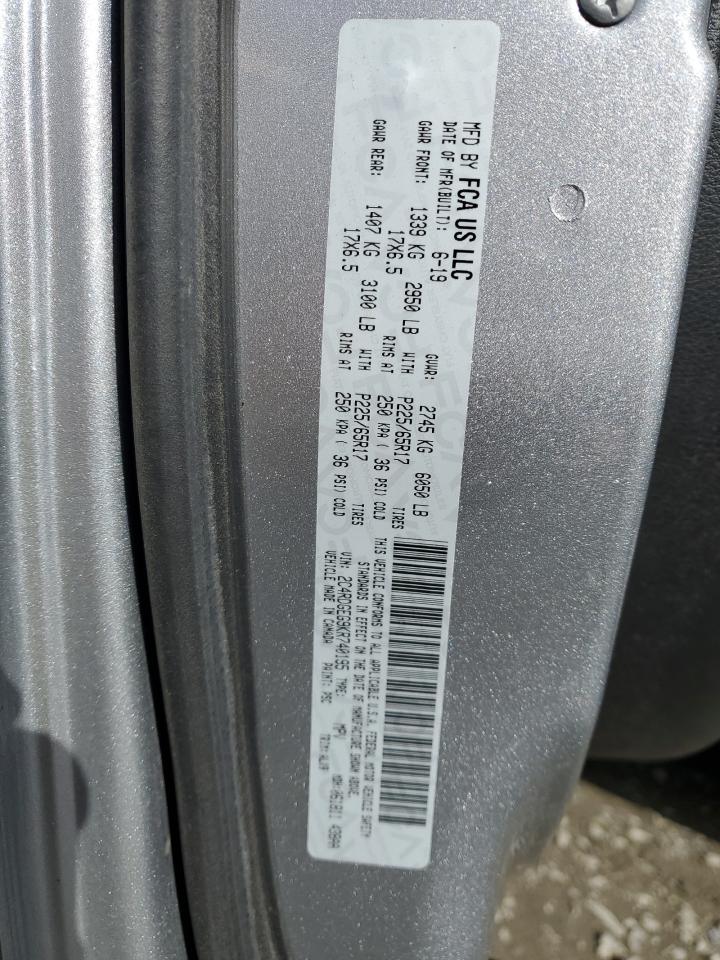 MFD BY FCA US LLC
DATE OF MFR(BUILT): 6-19 GVWR: 2745 KG 6050 LB
GAWR FRONT: 1339 KG 2950 LB WITH P225/65R17 TIRES
17X6.5 RIMS AT 250 KPA ( 36 PSI) COLD
GAWR REAR: 1407 KG 3100 LB WITH P225/65R17 TIRES
17X6.5 RIMS AT 250 KPA ( 36 PSI) COLD
THIS VEHICLE CONFORMS TO ALL APPLICABLE U.S.A. FEDERAL MOTOR VEHICLE SAFETY
STANDARDS IN EFFECT ON THE DATE OF MANUFACTURE SHOWN ABOVE.
VIN: 2C4RDGEG9KR740195 TYPE: MPV
VEHICLE MADE IN CANADA PAINT: PSC